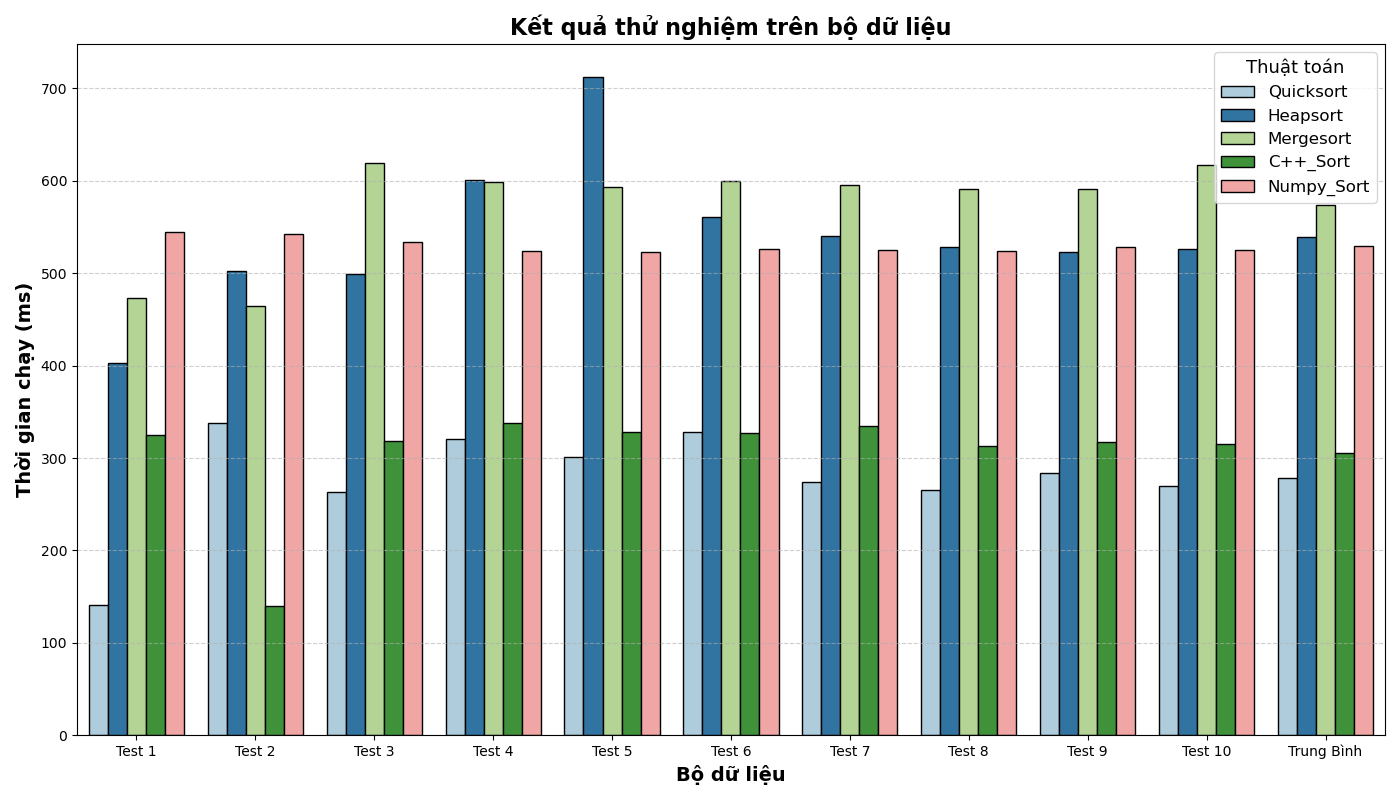 Kết quả thử nghiệm trên bộ dữ liệu
Thời gian chạy (ms)
700
600
500
400
300
200
100
0
Thuật toán
Quicksort
Heapsort
Mergesort
C++_Sort
Numpy_Sort
Test 1 Test 2 Test 3 Test 4 Test 5 Test 6 Test 7 Test 8 Test 9 Test 10 Trung Bình
Bộ dữ liệu